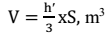 V = h′/3 xS, m³